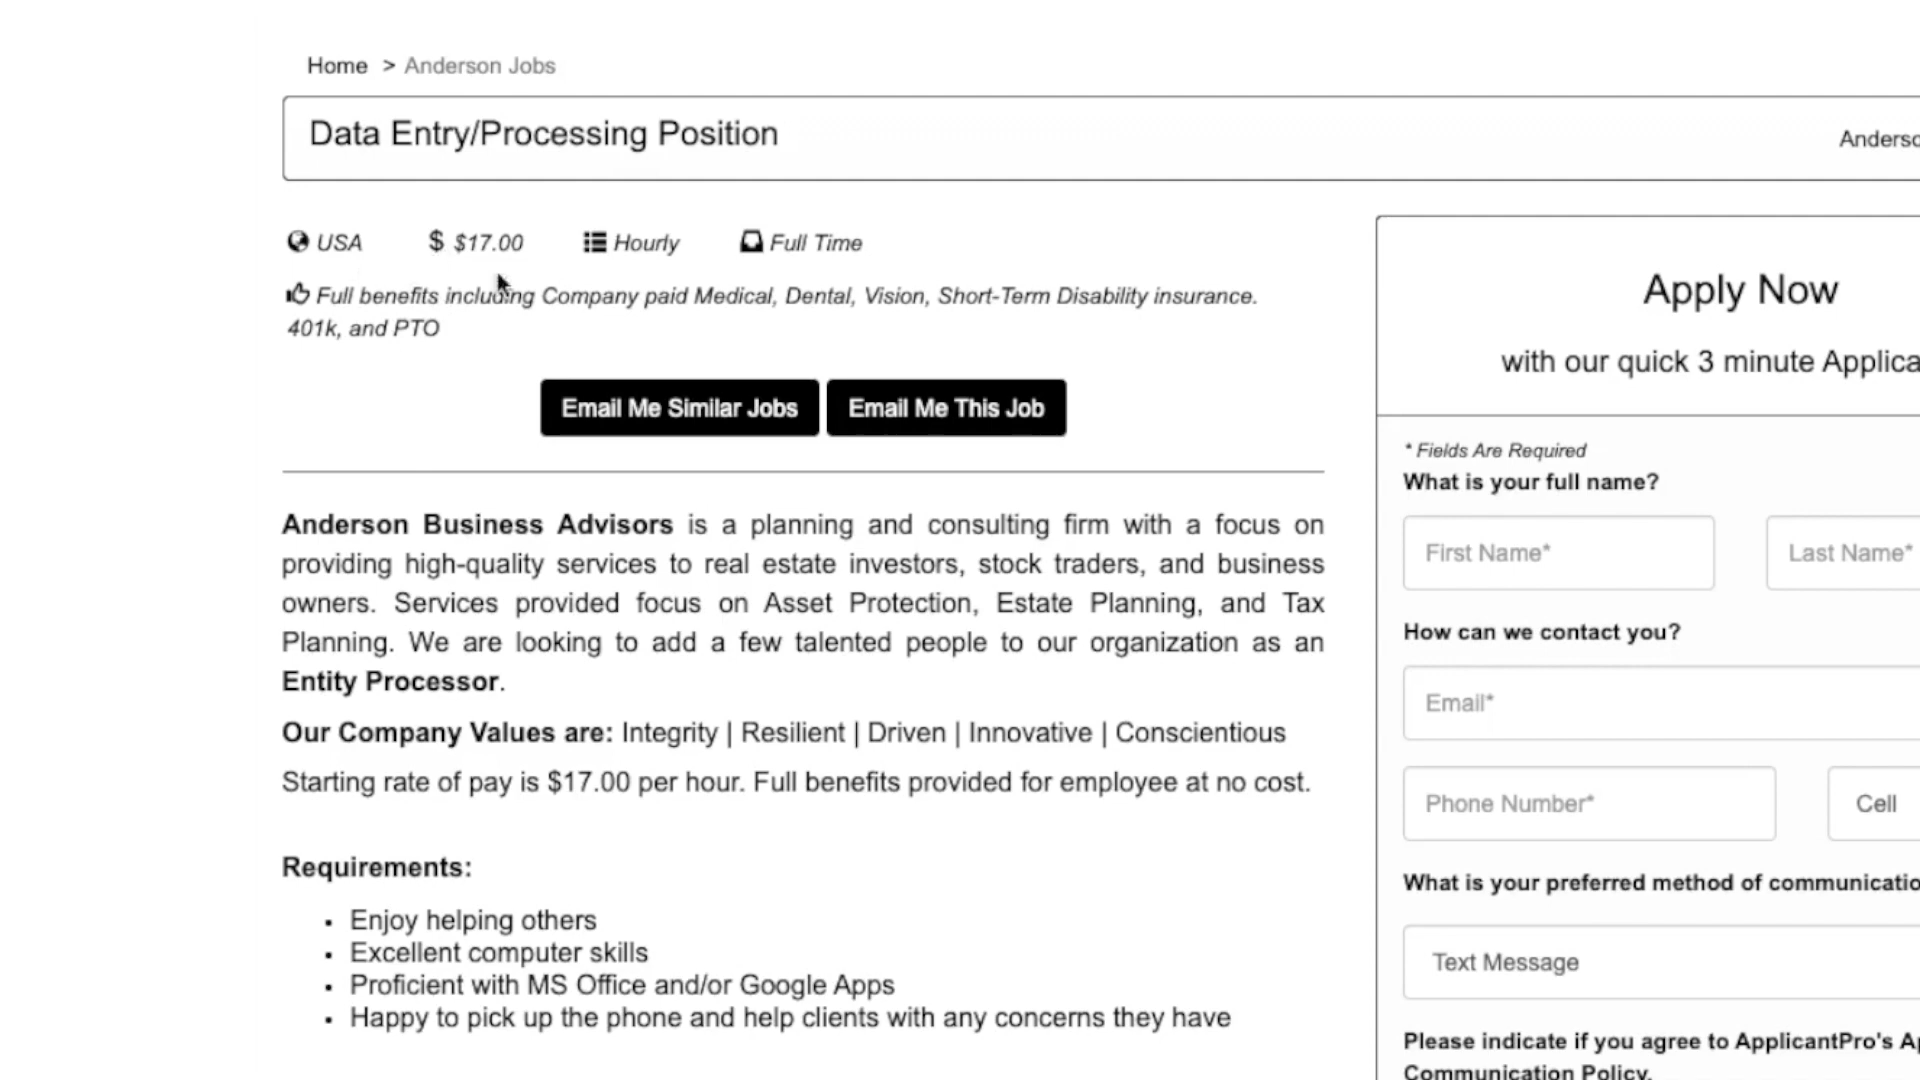 Home > Anderson Jobs
Data Entry/Processing Position
USA $ $17.00 Hourly Full Time
Full benefits including Company paid Medical, Dental, Vision, Short-Term Disability insurance.
401k, and PTO
Email Me Similar Jobs Email Me This Job
Anderson Business Advisors is a planning and consulting firm with a focus on
providing high-quality services to real estate investors, stock traders, and business
owners. Services provided focus on Asset Protection, Estate Planning, and Tax
Planning. We are looking to add a few talented people to our organization as an
Entity Processor.
Our Company Values are: Integrity | Resilient | Driven | Innovative | Conscientious
Starting rate of pay is $17.00 per hour. Full benefits provided for employee at no cost.
Requirements:
• Enjoy helping others
• Excellent computer skills
• Proficient with MS Office and/or Google Apps
• Happy to pick up the phone and help clients with any concerns they have
Apply Now
with our quick 3 minute
* Fields Are Required
What is your full name?
First Name* Last Name*
How can we contact you?
Email*
Phone Number* Cell
What is your preferred method of
Text Message
Please indicate if you agree to ApplicantPro's
Communication Policy.